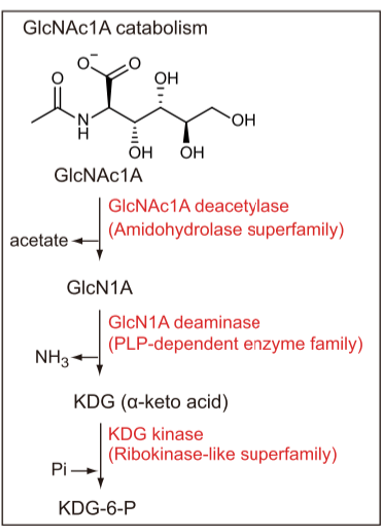 GlcNAc1A catabolism
O⁻
O
O
OH
N
H
OH
OH
OH
GlcNAc1A
GlcNAc1A deacetylase
(Amidohydrolase superfamily)
acetate
GlcN1A
GlcN1A deaminase
(PLP-dependent enzyme family)
NH₃
KDG (α-keto acid)
KDG kinase
(Ribokinase-like superfamily)
Pi
KDG-6-P